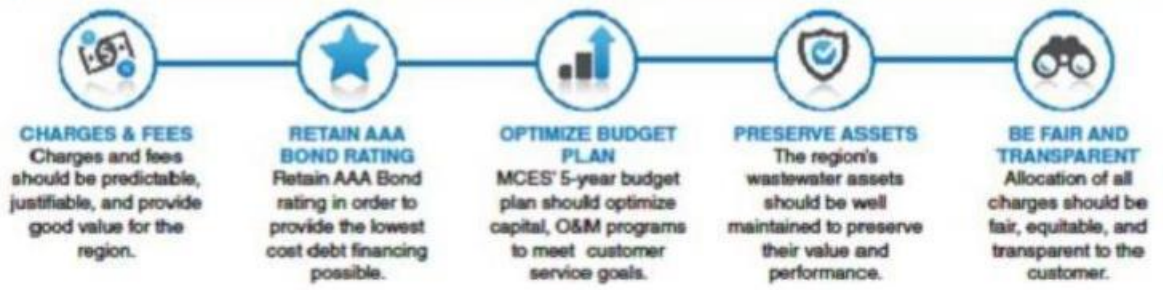 CHARGES & FEES
Charges and fees
should be predictable,
justifiable, and provide
good value for the
region.
RETAIN AAA
BOND RATING
Retain AAA Bond
rating in order to
provide the lowest
cost debt financing
possible.
OPTIMIZE BUDGET
PLAN
MCES' 5-year budget
plan should optimize
capital, O&M programs
to meet customer
service goals.
PRESERVE ASSETS
The region's
wastewater assets
should be well
maintained to preserve
their value and
performance.
BE FAIR AND
TRANSPARENT
Allocation of all
charges should be
fair, equitable, and
transparent to the
customer.